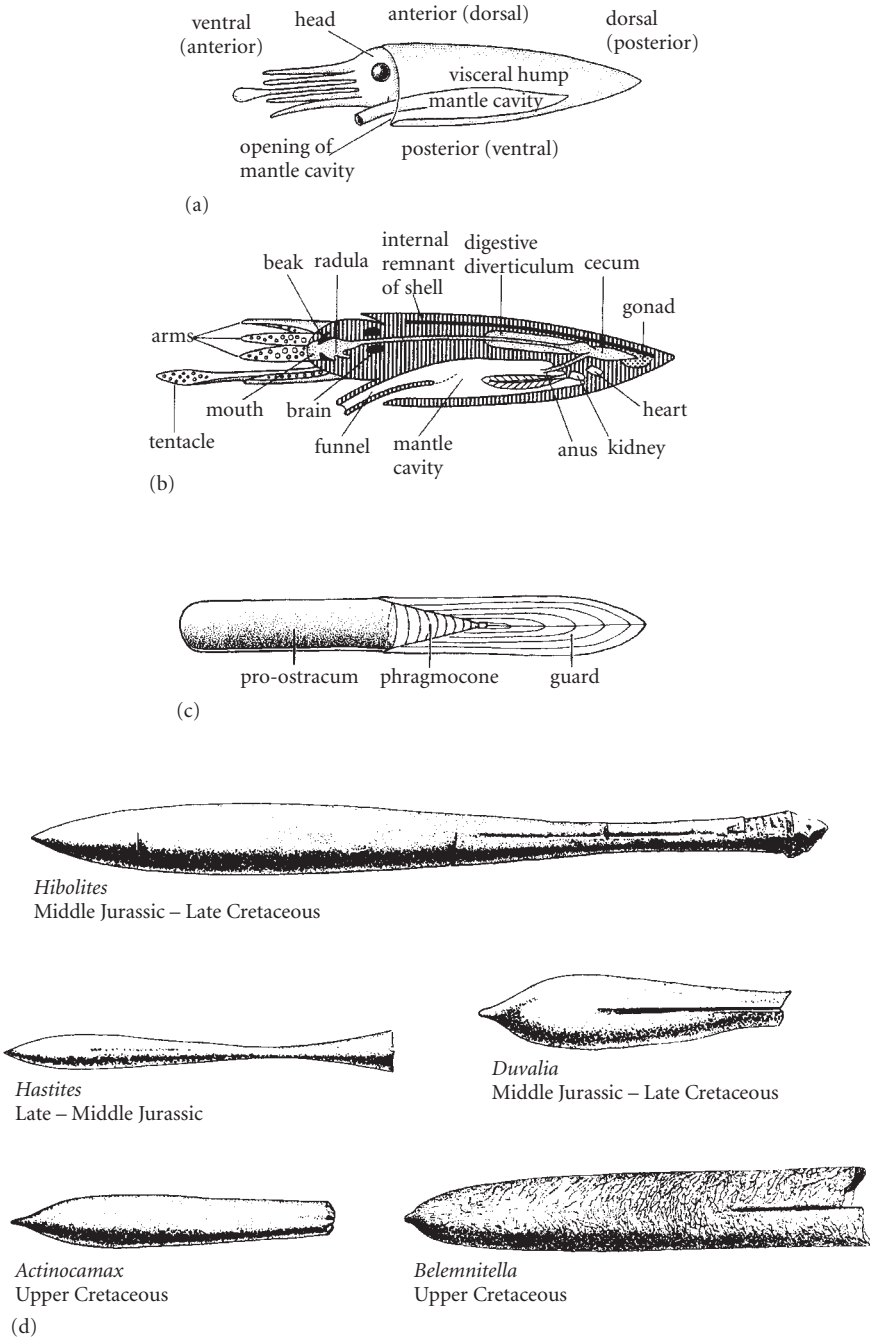 ventral
(anterior)
head
anterior (dorsal)
dorsal
(posterior)
visceral hump
mantle cavity
opening of
mantle cavity
posterior (ventral)
(a)
beak
radula
internal
remnant
of shell
digestive
diverticulum
cecum
gonad
arms
mouth
brain
heart
tentacle
funnel
mantle
cavity
anus
kidney
(b)
pro-ostracum
phragmocone
guard
(c)
Hibolites
Middle Jurassic – Late Cretaceous
Hastites
Late – Middle Jurassic
Duvalia
Middle Jurassic – Late Cretaceous
Actinocamax
Upper Cretaceous
Belemnitella
Upper Cretaceous
(d)